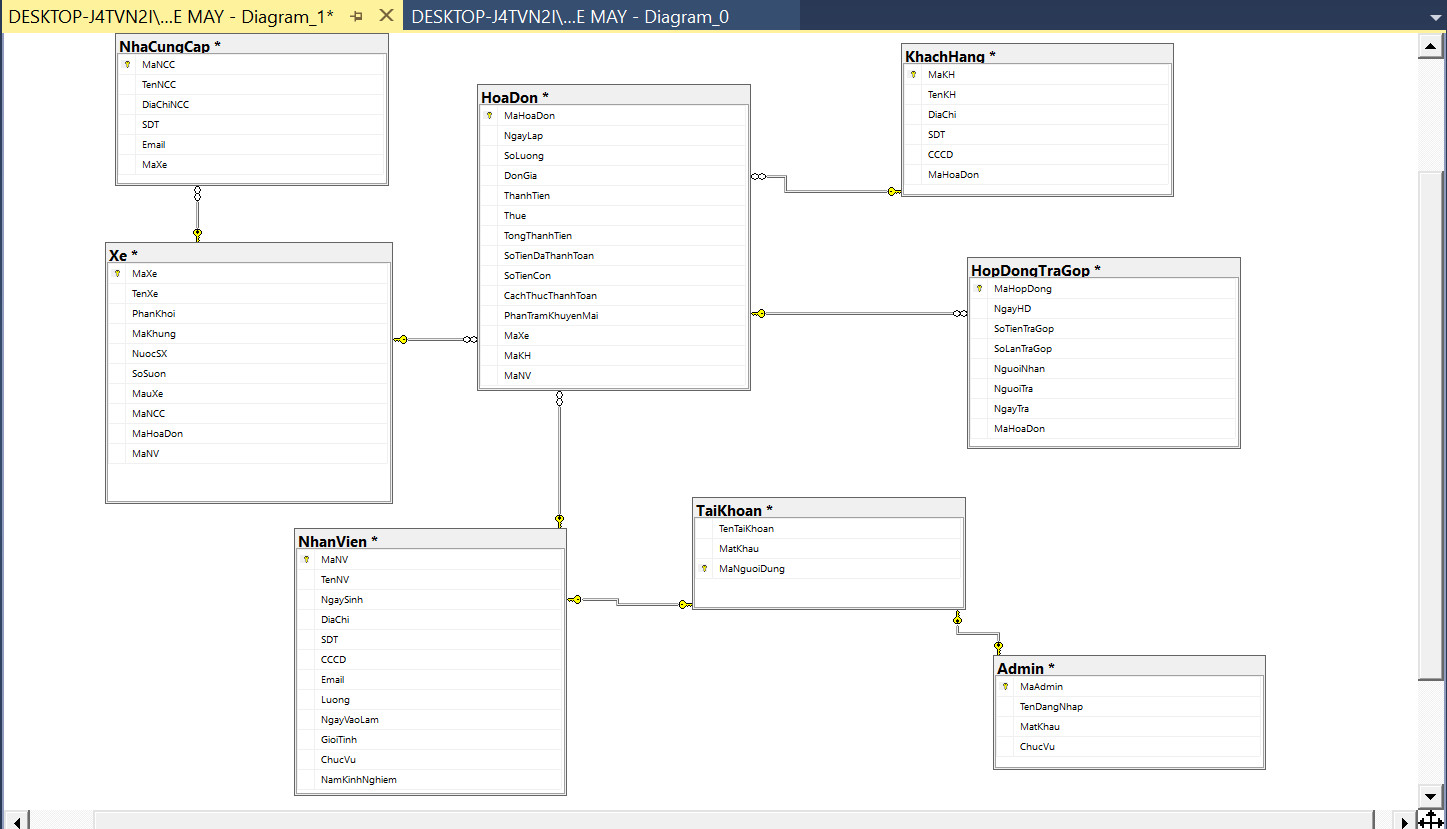 DESKTOP-J4TVN2I\...E MAY - Diagram_1*
DESKTOP-J4TVN2I\...E MAY - Diagram_0
NhaCungCap *
MaNCC
TenNCC
DiaChiNCC
SDT
Email
MaXe
KhachHang *
MaKH
TenKH
DiaChi
SDT
CCCD
MaHoaDon
HoaDon *
MaHoaDon
NgayLap
SoLuong
DonGia
ThanhTien
Thue
TongThanhTien
SoTienDaThanhToan
SoTienCon
CachThucThanhToan
PhanTramKhuyenMai
MaXe
MaKH
MaNV
Xe *
MaXe
TenXe
PhanKhoi
MaKhung
NuocSX
SoSuon
MauXe
MaNCC
MaHoaDon
MaNV
HopDongTraGop *
MaHopDong
NgayHD
SoTienTraGop
SoLanTraGop
NguoiNhan
NguoiTra
NgayTra
MaHoaDon
TaiKhoan *
TenTaiKhoan
MatKhau
MaNguoiDung
NhanVien *
MaNV
TenNV
NgaySinh
DiaChi
SDT
CCCD
Email
Luong
NgayVaoLam
GioiTinh
ChucVu
NamKinhNghiem
Admin *
MaAdmin
TenDangNhap
MatKhau
ChucVu